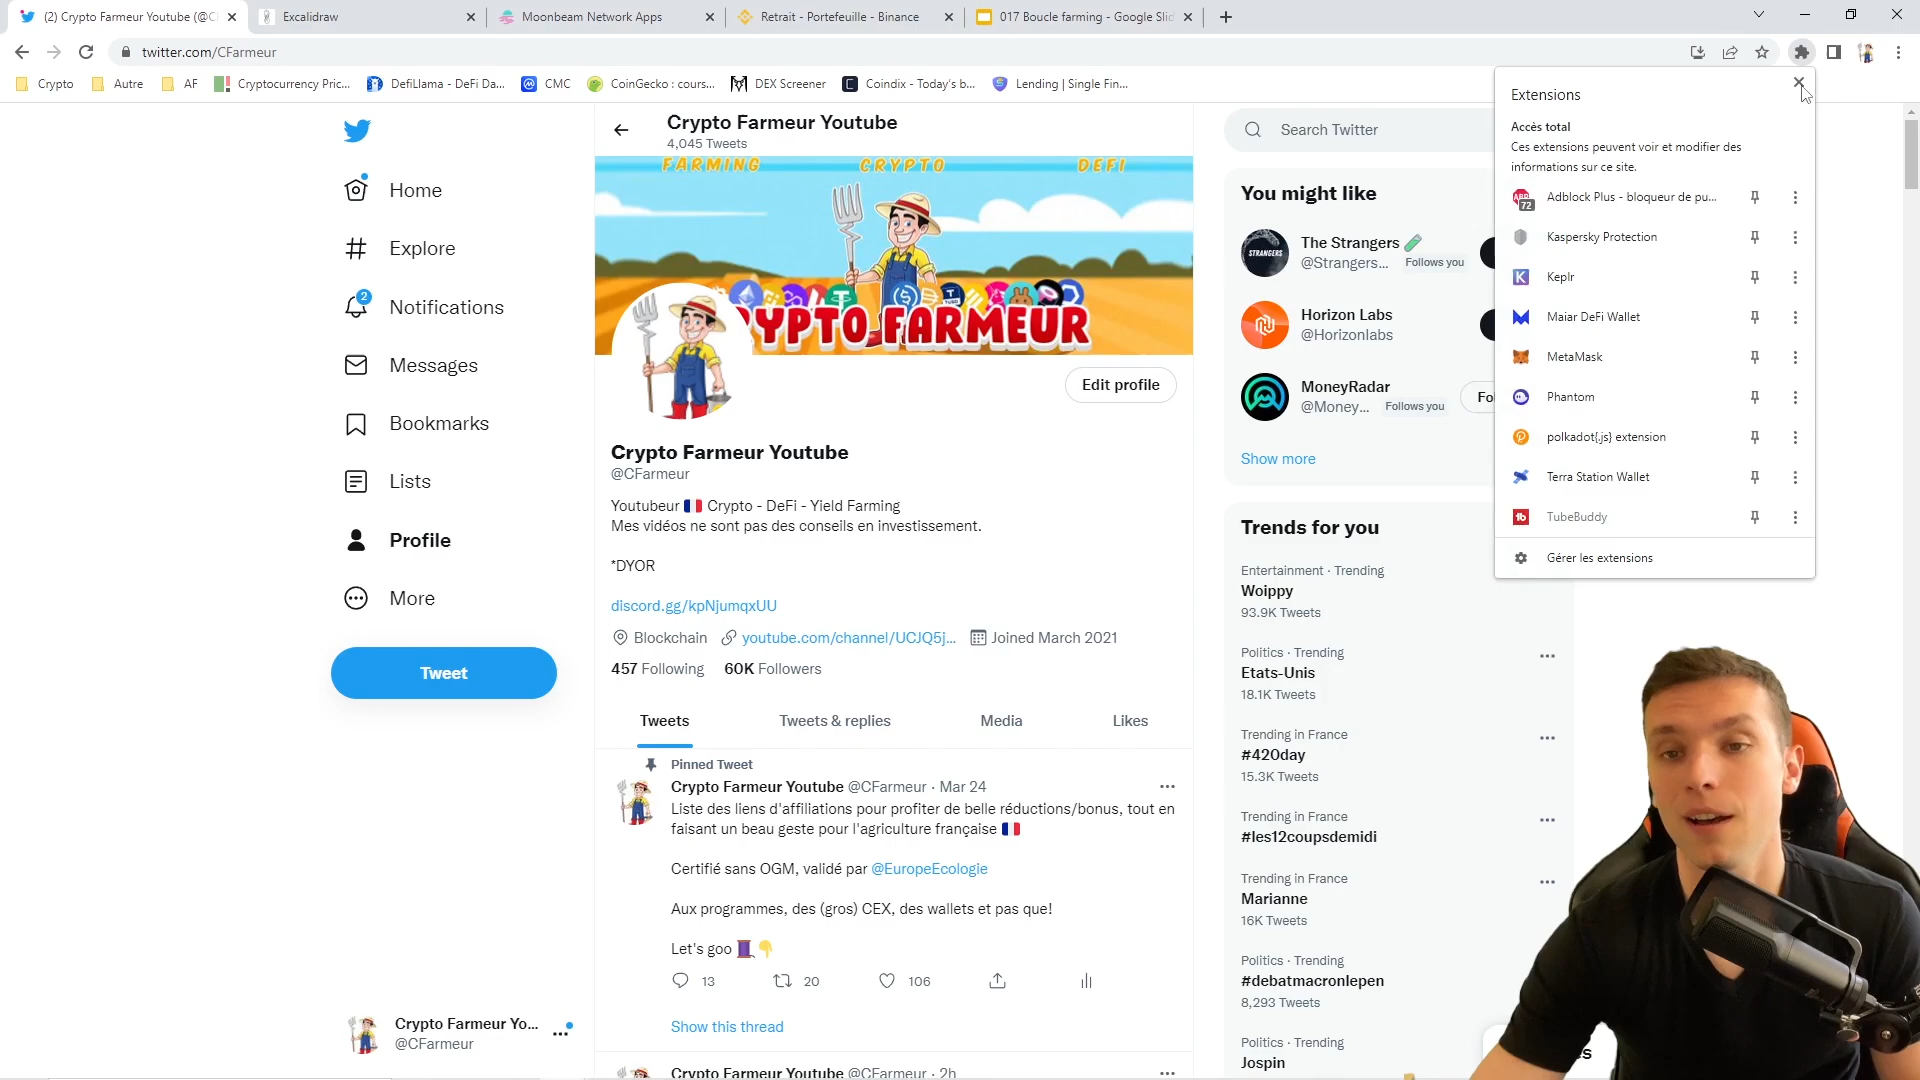 (2) Crypto Farmeur Youtube (@C
Excalidraw
Moonbeam Network Apps
Retrait - Portefeuille - Binance
017 Boucle farming - Google Slid
twitter.com/CFarmeur
Crypto
Autre
AF
Cryptocurrency Pric...
DefiLlama - DeFi Da...
CMC
CoinGecko : cours...
DEX Screener
Coindix - Today's b...
Lending | Single Fin...
Home
Explore
2
Notifications
Messages
Bookmarks
Lists
Profile
More
Tweet
Crypto Farmeur Yo...
@CFarmeur
Crypto Farmeur Youtube
4,045 Tweets
FARMING CRYPTO DEFI
YPTO FARMEUR
Edit profile
Crypto Farmeur Youtube
@CFarmeur
Youtubeur 🇫🇷 Crypto - DeFi - Yield Farming
Mes vidéos ne sont pas des conseils en investissement.
*DYOR
discord.gg/kpNjumqxUU
Blockchain youtube.com/channel/UCJQ5j... Joined March 2021
457 Following 60K Followers
Tweets Tweets & replies Media Likes
Pinned Tweet
Crypto Farmeur Youtube @CFarmeur · Mar 24
Liste des liens d'affiliations pour profiter de belle réductions/bonus, tout en
faisant un beau geste pour l'agriculture française 🇫🇷
Certifié sans OGM, validé par @EuropeEcologie
Aux programmes, des (gros) CEX, des wallets et pas que!
Let's goo 🧵👇
13 20 106
Show this thread
Crypto Farmeur Youtube @CFarmeur · 2h
Search Twitter
You might like
STRANGERS
The Strangers 🧪
@Strangers... Follows you
Horizon Labs
@Horizonlabs
MoneyRadar
@Money... Follows you
Fo
Show more
Trends for you
Entertainment · Trending
Woippy
93.9K Tweets
Politics · Trending
Etats-Unis
18.1K Tweets
Trending in France
#420day
15.3K Tweets
Trending in France
#les12coupsdemidi
Trending in France
Marianne
16K Tweets
Politics · Trending
#debatmacronlepen
8,293 Tweets
Politics · Trending
Jospin
Extensions
Accès total
Ces extensions peuvent voir et modifier des
informations sur ce site.
72
Adblock Plus - bloqueur de pu...
Kaspersky Protection
Keplr
Maiar DeFi Wallet
MetaMask
Phantom
polkadot{.js} extension
Terra Station Wallet
TubeBuddy
Gérer les extensions